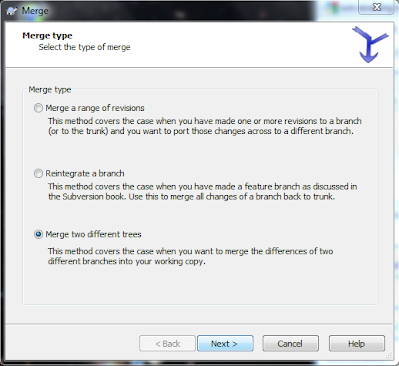 Merge
Merge type
Select the type of merge
Merge type
Merge a range of revisions
This method covers the case when you have made one or more revisions to a branch
(or to the trunk) and you want to port those changes across to a different branch.
Reintegrate a branch
This method covers the case when you have made a feature branch as discussed in
the Subversion book. Use this to merge all changes of a branch back to trunk.
Merge two different trees
This method covers the case when you want to merge the differences of two
different branches into your working copy.
< Back
Next >
Cancel
Help